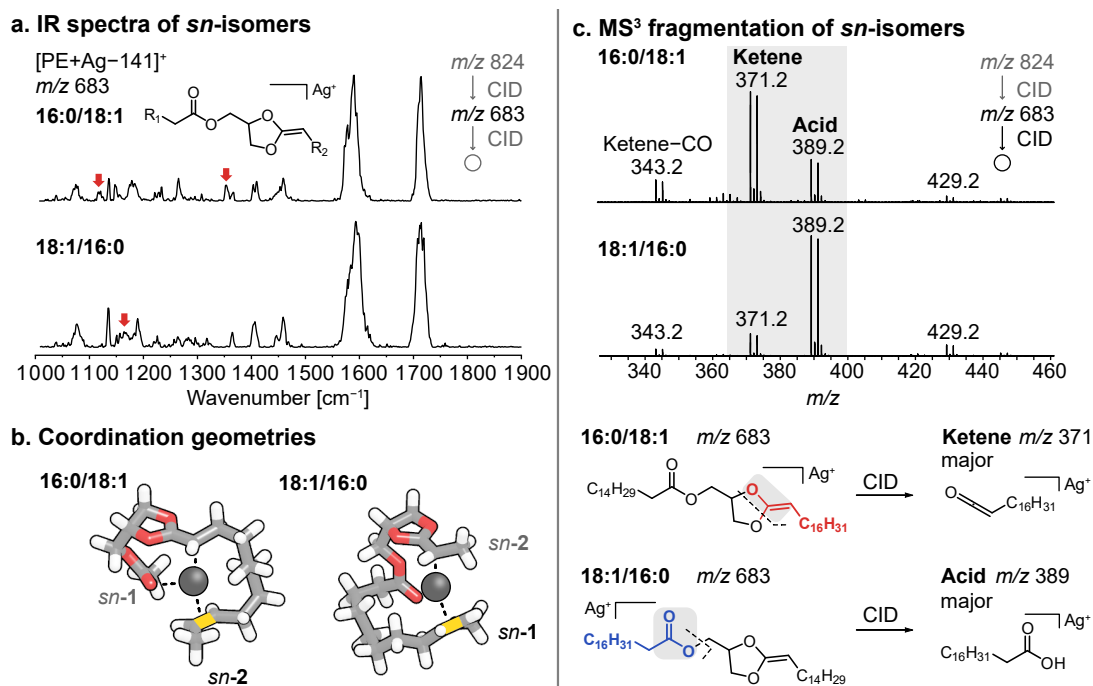 a. IR spectra of sn-isomers
[PE+Ag−141]⁺
m/z 683
16:0/18:1
R₁
O
O
O
O
R₂
Ag⁺
m/z 824
CID
m/z 683
18:1/16:0
1000 1100 1200 1300 1400 1500 1600 1700 1800 1900
Wavenumber [cm⁻¹]
b. Coordination geometries
16:0/18:1
18:1/16:0
sn-1
sn-2
sn-2
sn-1
c. MS³ fragmentation of sn-isomers
16:0/18:1
Ketene
371.2
Acid
389.2
Ketene−CO
343.2
429.2
m/z 824
CID
m/z 683
CID
18:1/16:0
389.2
343.2
371.2
429.2
340 360 380 400 420 440 460
m/z
16:0/18:1 m/z 683
C₁₄H₂₉
O
O
O
O
C₁₆H₃₁
Ag⁺
CID
Ketene m/z 371
major
O
C₁₆H₃₁
Ag⁺
18:1/16:0 m/z 683
Ag⁺
C₁₆H₃₁
O
O
O
O
C₁₄H₂₉
CID
Acid m/z 389
major
Ag⁺
C₁₆H₃₁
O
OH